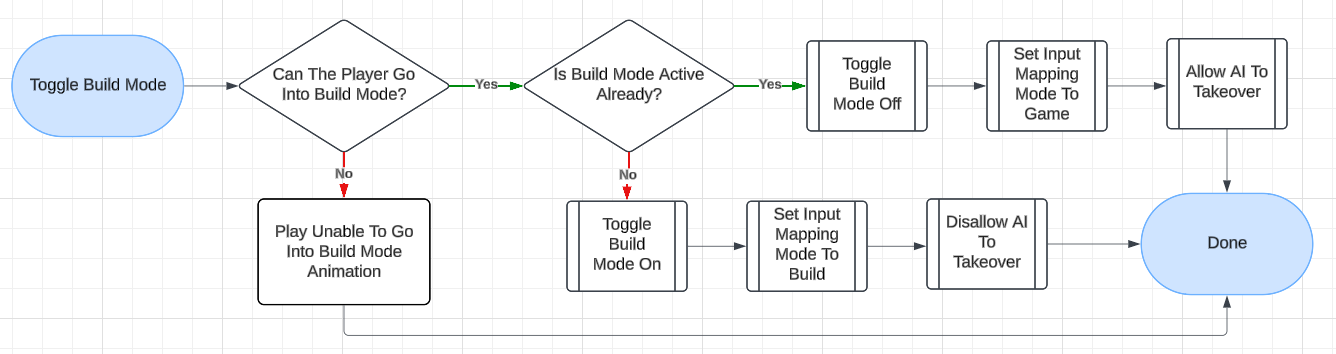 Toggle Build Mode
Can The Player Go
Into Build Mode?
Yes
Is Build Mode Active
Already?
Yes
Toggle
Build
Mode Off
Set Input
Mapping
Mode To
Game
Allow AI To
Takeover
No
No
Play Unable To Go
Into Build Mode
Animation
Toggle
Build
Mode On
Set Input
Mapping
Mode To
Build
Disallow AI
To
Takeover
Done